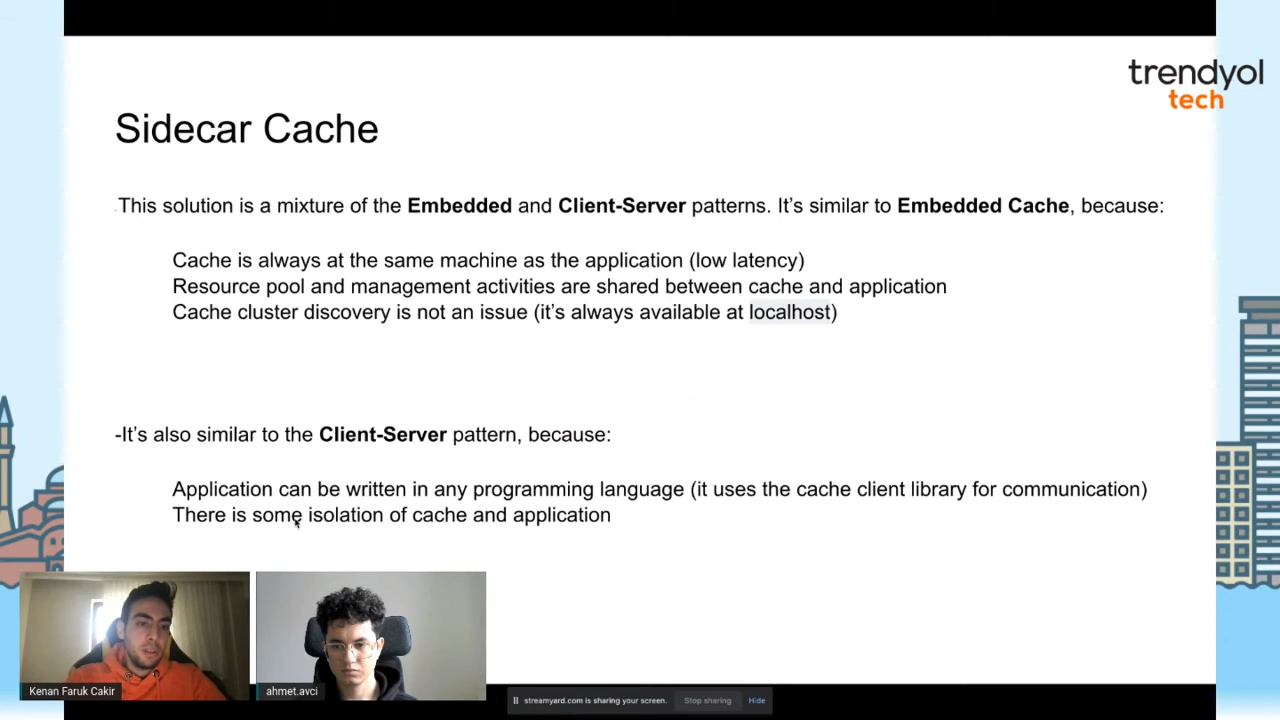 trendyol
tech
Sidecar Cache
This solution is a mixture of the Embedded and Client-Server patterns. It’s similar to Embedded Cache, because:
Cache is always at the same machine as the application (low latency)
Resource pool and management activities are shared between cache and application
Cache cluster discovery is not an issue (it’s always available at localhost)
-It’s also similar to the Client-Server pattern, because:
Application can be written in any programming language (it uses the cache client library for communication)
There is some isolation of cache and application
Kenan Faruk Cakir
ahmet.avci
streamyard.com is sharing your screen.
Stop sharing
Hide